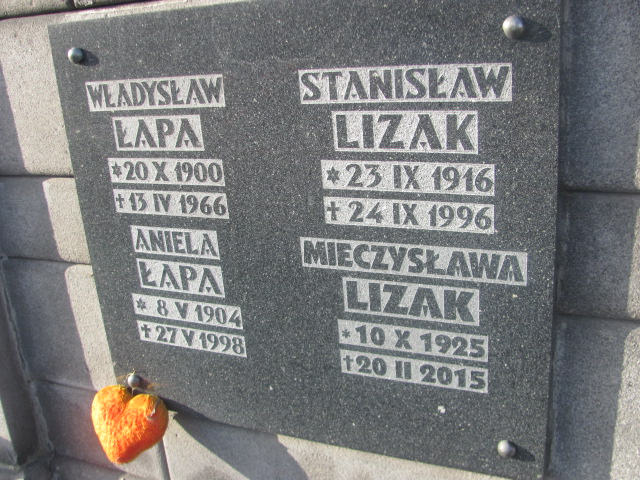 WŁADYSŁAW
ŁAPA
*20 X 1900
†13 IV 1966
ANIELA
ŁAPA
* 8 V 1904
†27 V 1998
STANISŁAW
LIZAK
*23 IX 1916
†24 IX 1996
MIECZYSŁAWA
LIZAK
*10 X 1925
†20 II 2015